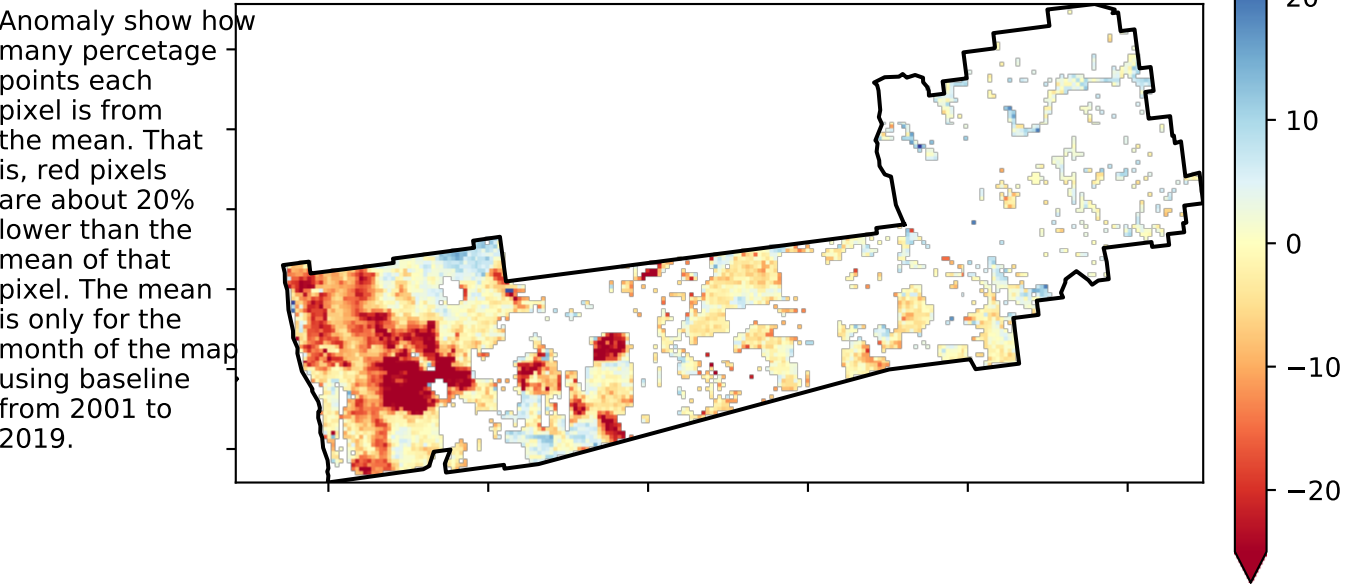 Anomaly show how
many percetage
points each
pixel is from
the mean. That
is, red pixels
are about 20%
lower than the
mean of that
pixel. The mean
is only for the
month of the map
using baseline
from 2001 to
2019.
20
10
0
−10
−20